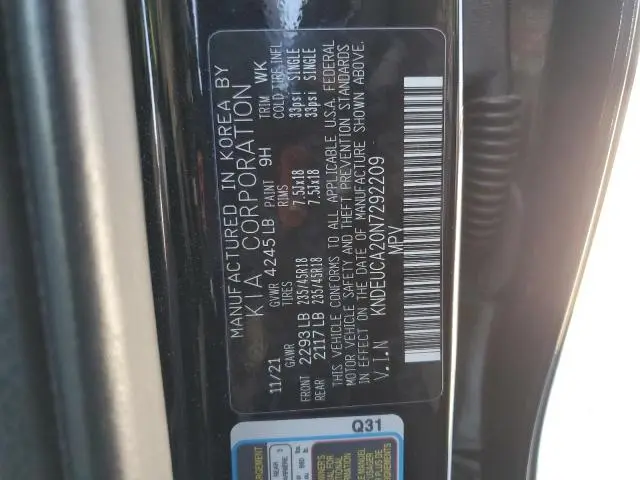 MANUFACTURED IN KOREA BY
KIA CORPORATION
11/21 GVWR 4245LB PAINT 9H TRIM WK
GAWR TIRES RIMS COLD TIRE INFL
FRONT 2293LB 235/45R18 7.5Jx18 33psi SINGLE
REAR 2117LB 235/45R18 7.5Jx18 33psi SINGLE
THIS VEHICLE CONFORMS TO ALL APPLICABLE U.S.A. FEDERAL
MOTOR VEHICLE SAFETY AND THEFT PREVENTION STANDARDS
IN EFFECT ON THE DATE OF MANUFACTURE SHOWN ABOVE.
V.I.N KNDEUCA20N7292209
MPV
Q31
REAR
ARRIÈRE 3